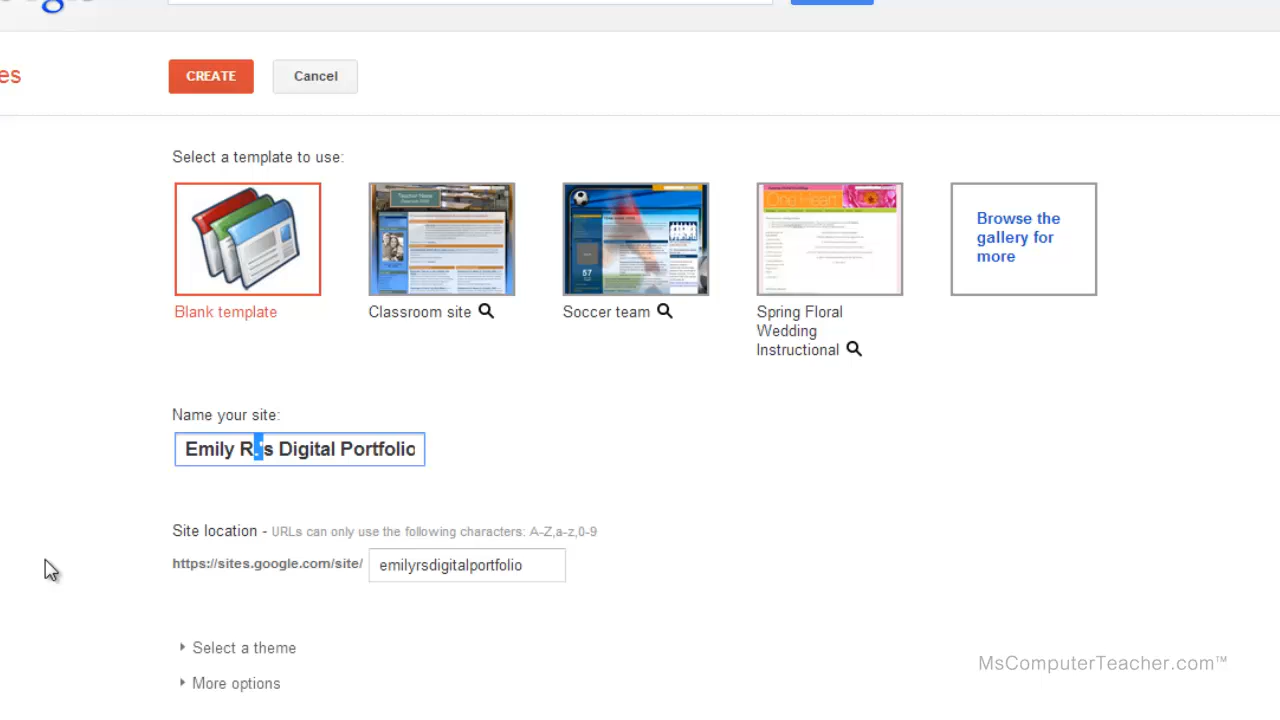 es
CREATE
Cancel
Select a template to use:
Blank template
Classroom site
Soccer team
Spring Floral
Wedding
Instructional
Browse the
gallery for
more
Name your site:
Emily R.'s Digital Portfolio
Site location - URLs can only use the following characters: A-Z,a-z,0-9
https://sites.google.com/site/ emilyrsdigitalportfolio
Select a theme
More options
MsComputerTeacher.com™